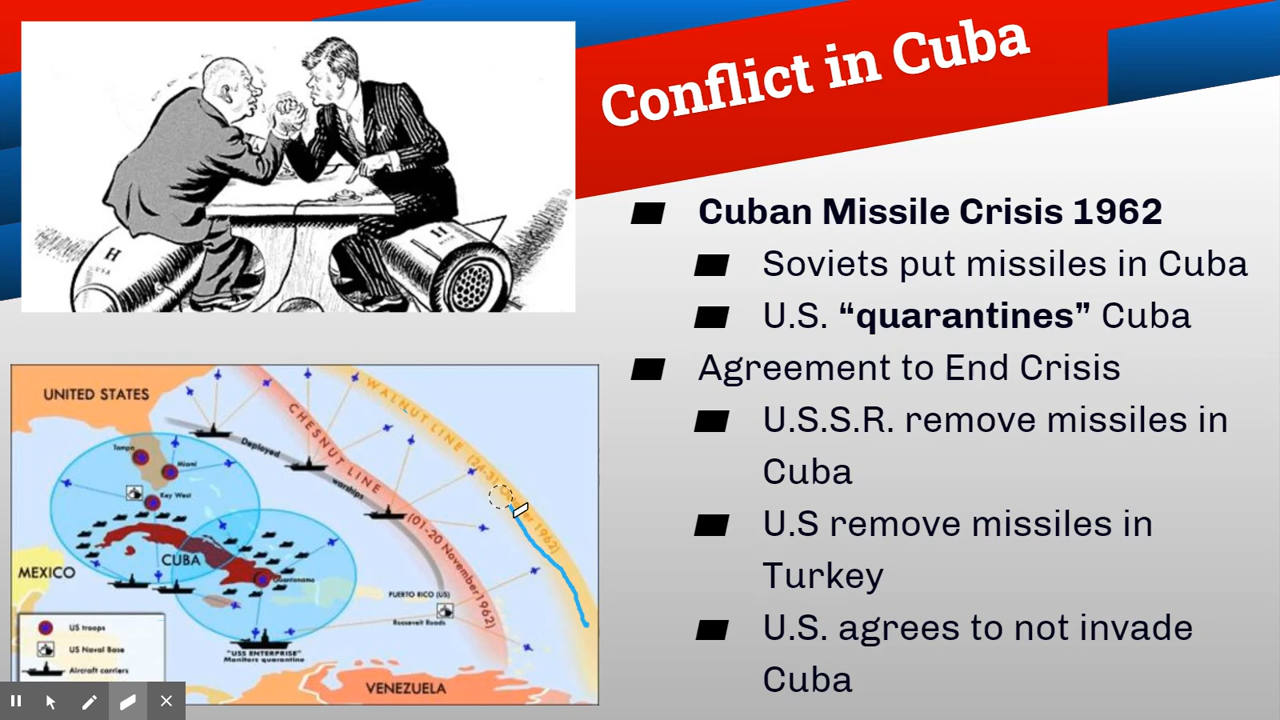 Conflict in Cuba
H
USA
H
Cuban Missile Crisis 1962
Soviets put missiles in Cuba
U.S. “quarantines” Cuba
Agreement to End Crisis
U.S.S.R. remove missiles in
Cuba
U.S remove missiles in
Turkey
U.S. agrees to not invade
Cuba
UNITED STATES
WALNUT LINE
CHESNUT LINE
(01-20 November 1962)
Deployed
warships
Tampa
Miami
Key West
CUBA
Guantanamo
MEXICO
PUERTO RICO (US)
Roosevelt Roads
"USS ENTERPRISE"
Monitors quarantine
VENEZUELA
US troops
US Naval Base
Aircraft carriers